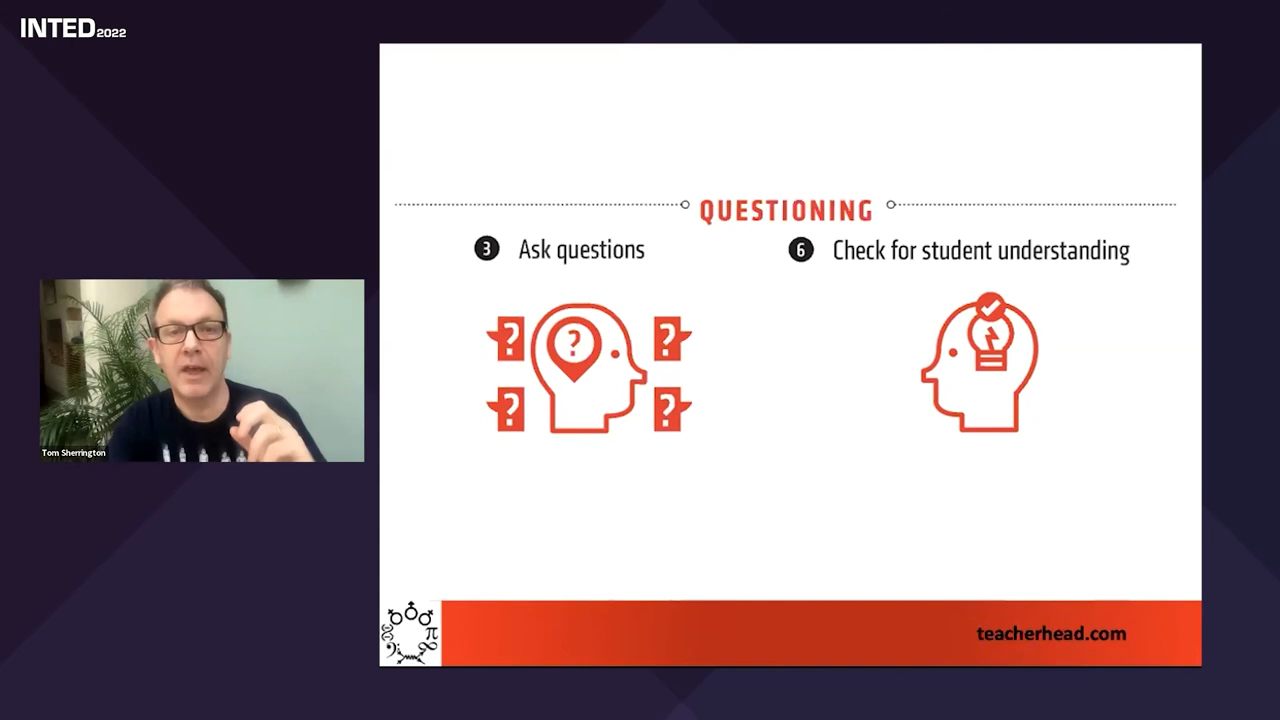 INTED2022
QUESTIONING
3 Ask questions
6 Check for student understanding
? ? ?
? ?
Tom Sherrington
π
teacherhead.com